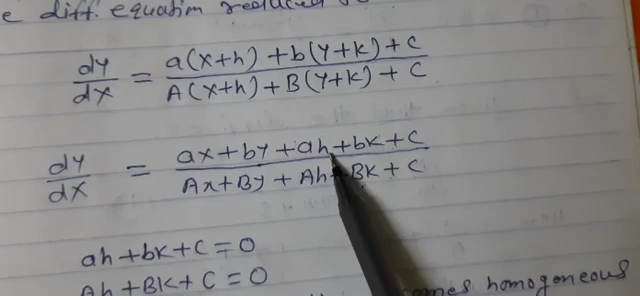 diff. equation reduced
dy/dx = a(x+h) + b(Y+K) + C / A(x+h) + B(Y+K) + C
dy/dx = ax + by + ah + bk + C / Ax + By + Ah + BK + C
ah + bk + C = 0
Ah + BK + C = 0
homogeneous